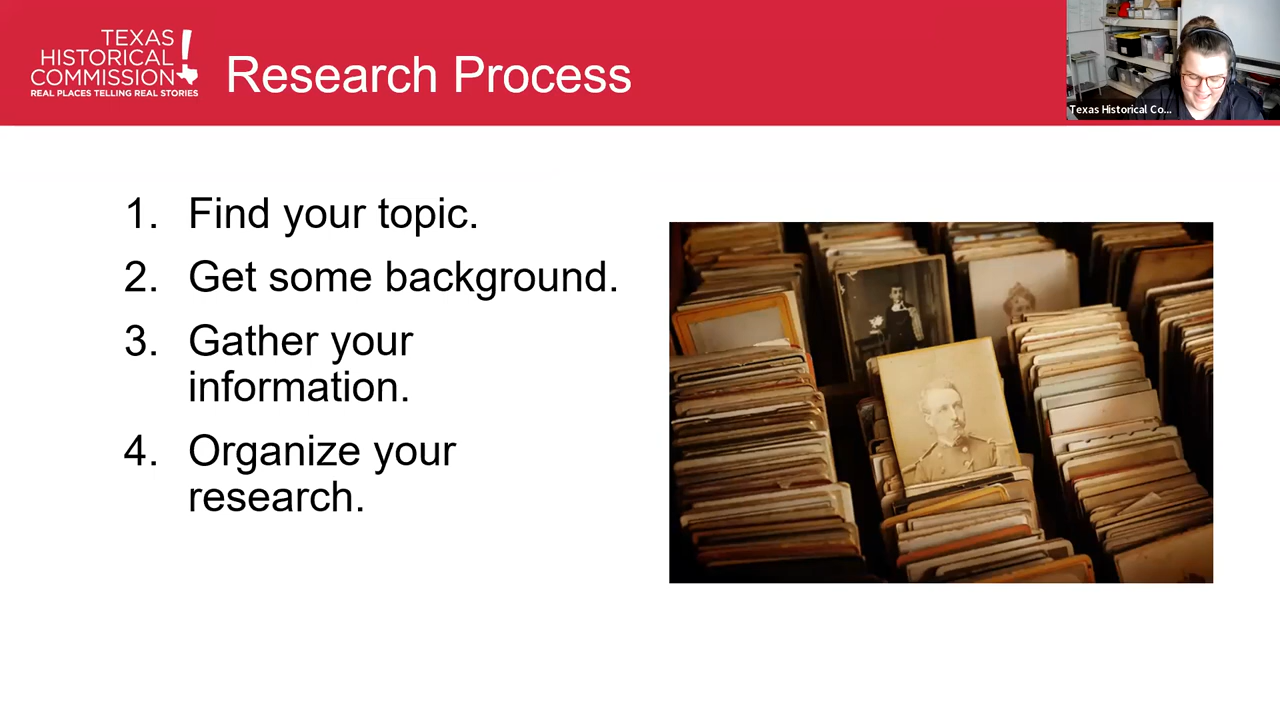 TEXAS
HISTORICAL
COMMISSION
REAL PLACES TELLING REAL STORIES
Research Process
Texas Historical Co...
1. Find your topic.
2. Get some background.
3. Gather your
information.
4. Organize your
research.